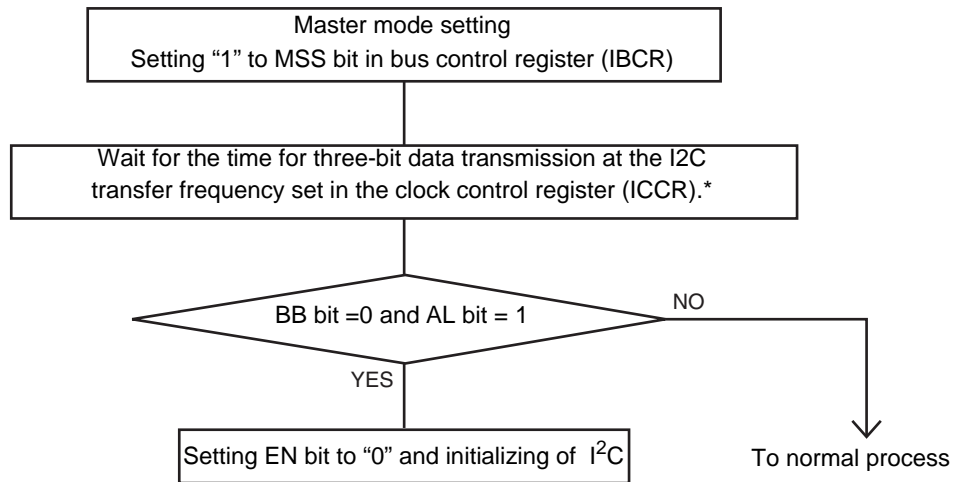 Master mode setting
Setting “1” to MSS bit in bus control register (IBCR)
Wait for the time for three-bit data transmission at the I2C
transfer frequency set in the clock control register (ICCR).*
BB bit =0 and AL bit = 1
NO
YES
Setting EN bit to “0” and initializing of I²C
To normal process